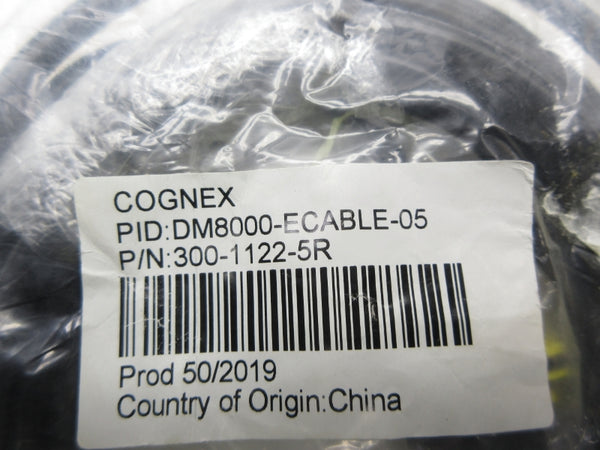 COGNEX
PID:DM8000-ECABLE-05
P/N:300-1122-5R
Prod 50/2019
Country of Origin:China